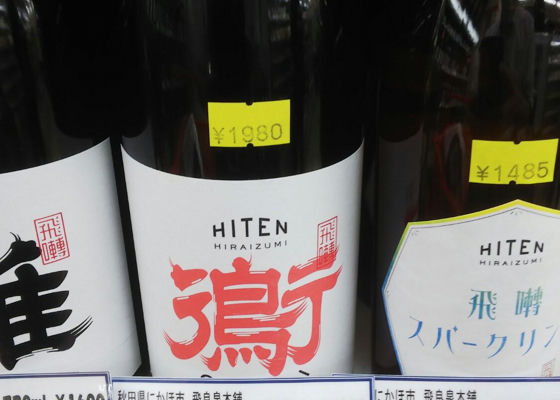 ¥1980
¥1485
HITEN
HIRAIZUMI
飛囀
HITEN
HIRAIZUMI
飛囀
飛囀
スパークリン
秋田県にかほ市 飛良泉本舗
にかほ市 飛良泉本舗